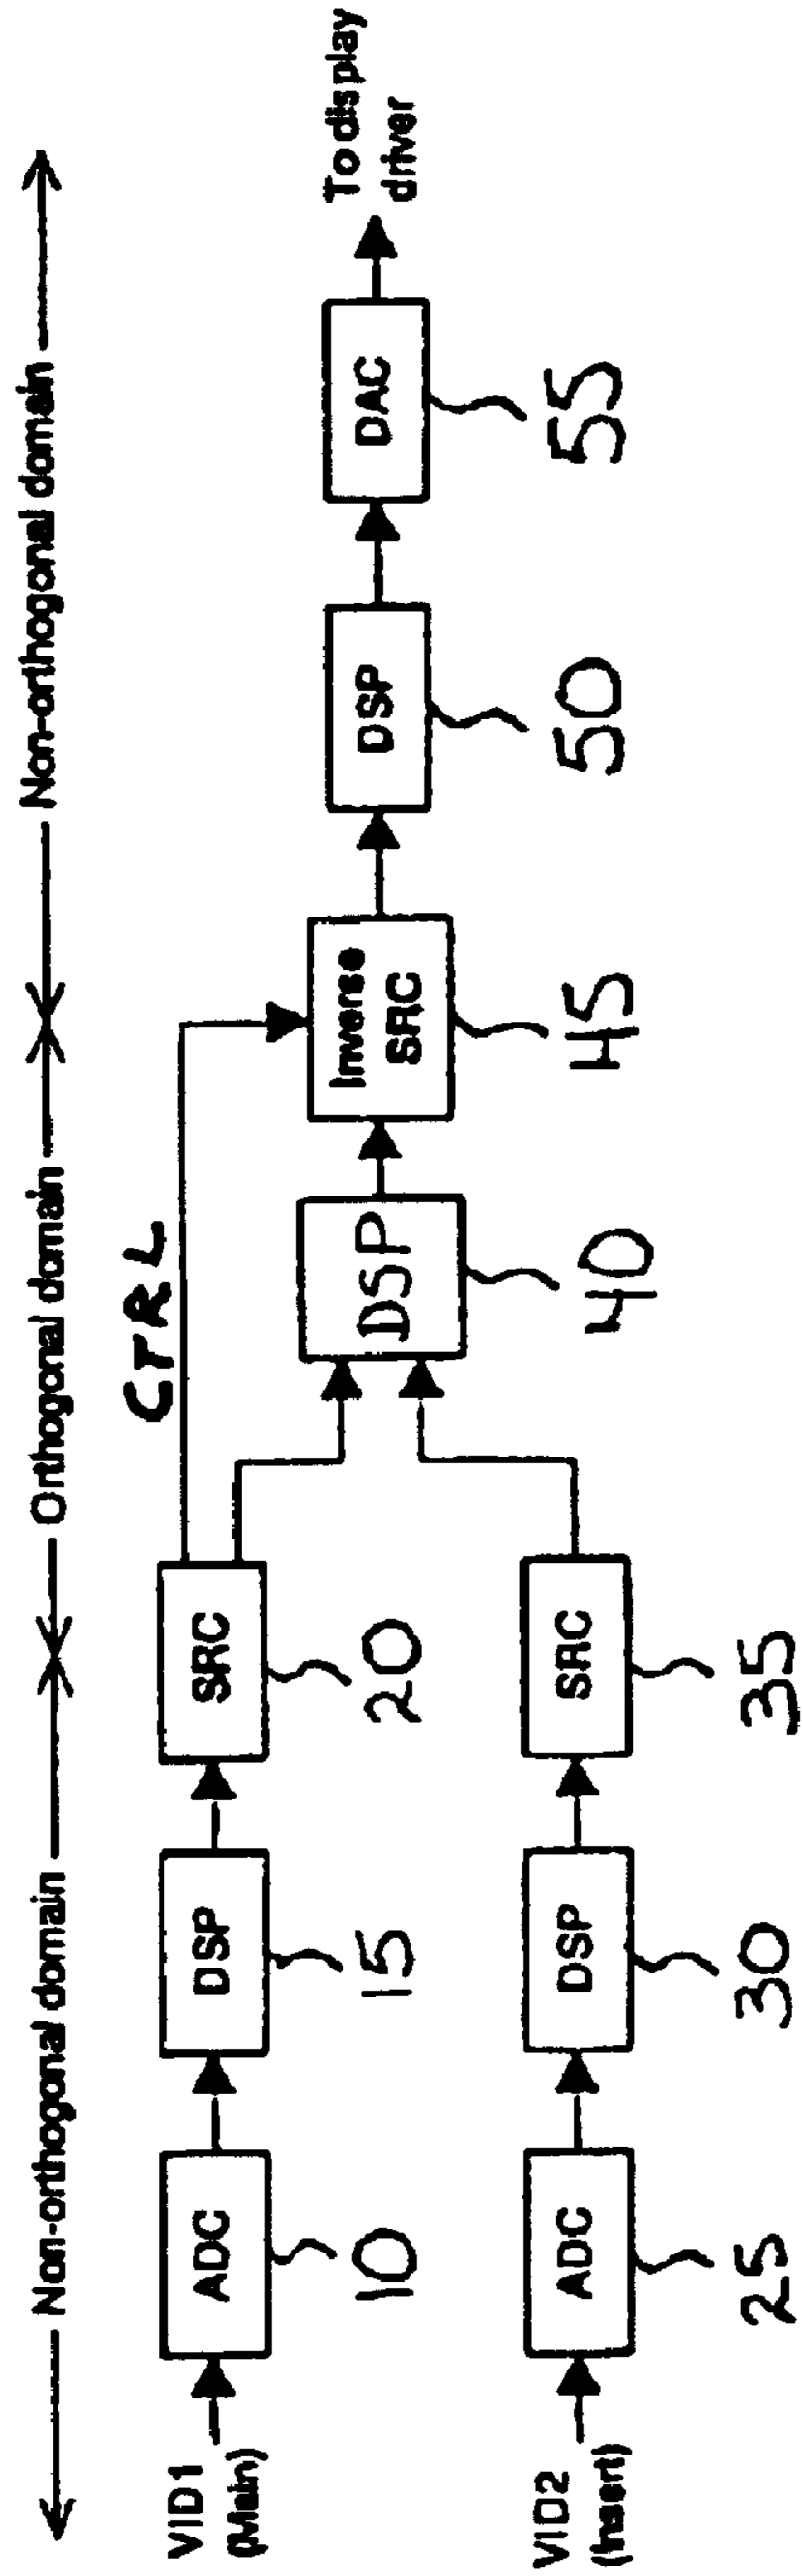 Non-orthogonal domain
Orthogonal domain
Non-orthogonal domain
CTRL
VID1
(Main)
ADC
10
DSP
15
SRC
20
VID2
(Insert)
ADC
25
DSP
30
SRC
35
DSP
40
Inverse
SRC
45
DSP
50
DAC
55
To display
driver